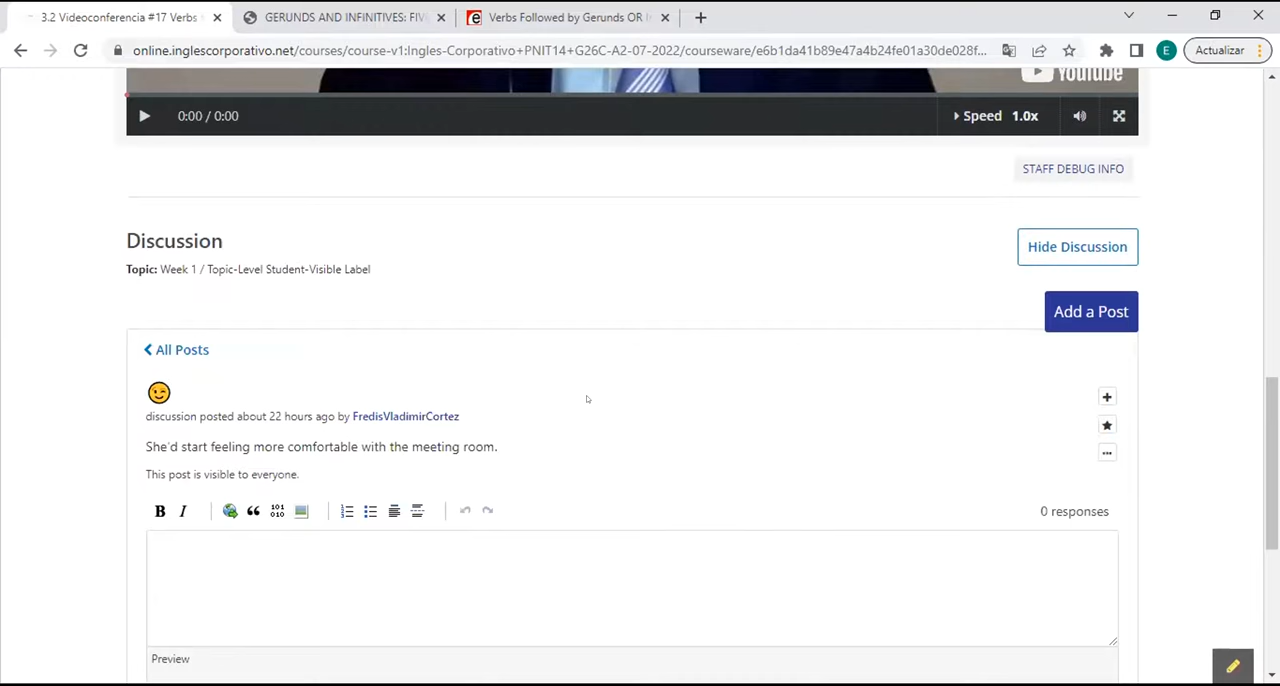 3.2 Videoconferencia #17 Verbs
GERUNDS AND INFINITIVES: FIV
Verbs Followed by Gerunds OR I
online.inglescorporativo.net/courses/course-v1:Ingles-Corporativo+PNIT14+G26C-A2-07-2022/courseware/e6b1da41b89e47a4b24fe01a30de028f...
E
Actualizar
YouTube
0:00 / 0:00
Speed 1.0x
STAFF DEBUG INFO
Discussion
Hide Discussion
Topic: Week 1 / Topic-Level Student-Visible Label
Add a Post
All Posts
discussion posted about 22 hours ago by FredisVladimirCortez
She'd start feeling more comfortable with the meeting room.
This post is visible to everyone.
B I
101
010
0 responses
Preview